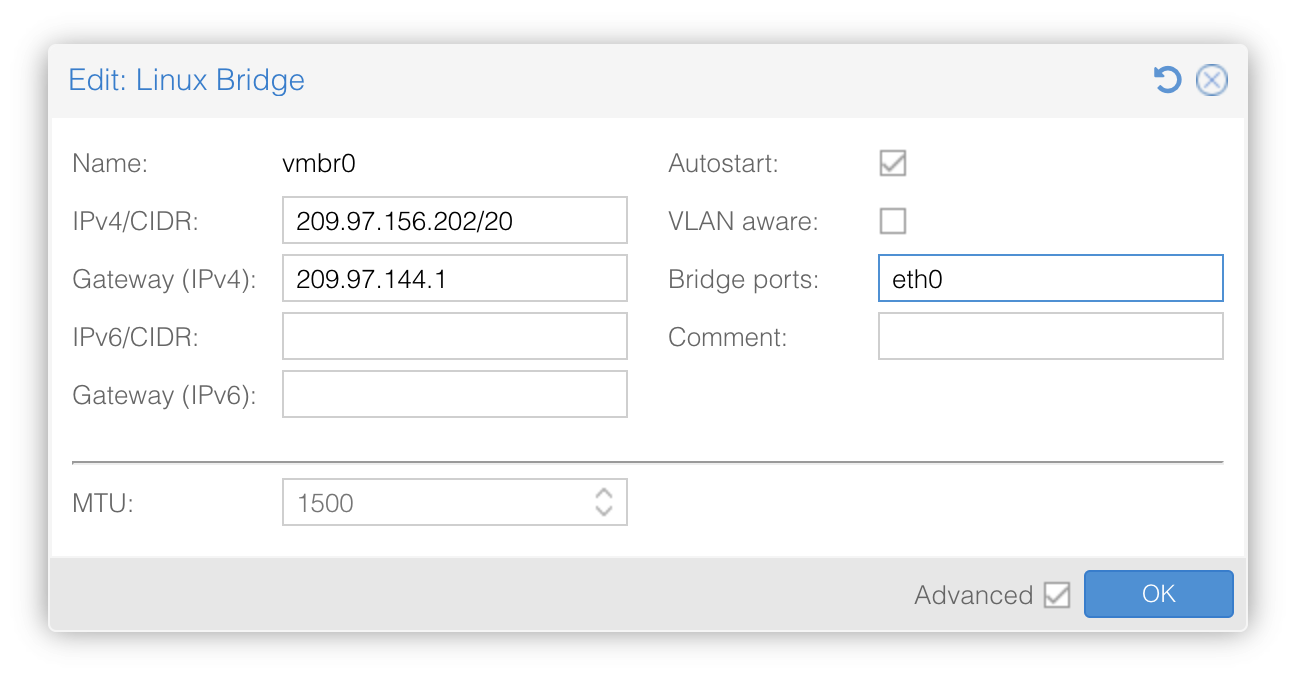 Edit: Linux Bridge
Name: vmbr0
IPv4/CIDR: 209.97.156.202/20
Gateway (IPv4): 209.97.144.1
IPv6/CIDR:
Gateway (IPv6):
Autostart:
VLAN aware:
Bridge ports: eth0
Comment:
MTU: 1500
Advanced
OK